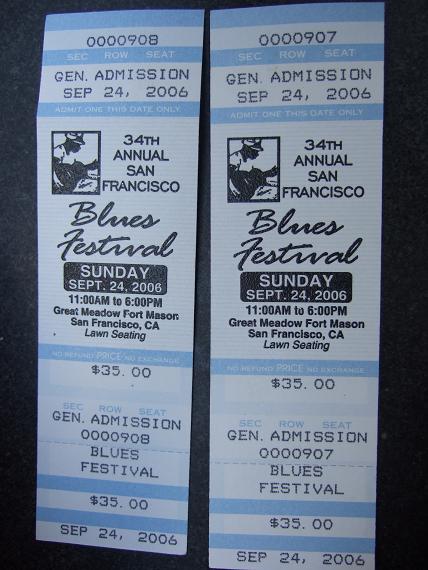 0000908
SEC ROW SEAT
GEN. ADMISSION
SEP 24, 2006
ADMIT ONE THIS DATE ONLY
34TH
ANNUAL
SAN
FRANCISCO
Blues
Festival
SUNDAY
SEPT. 24, 2006
11:00AM to 6:00PM
Great Meadow Fort Mason
San Francisco, CA
Lawn Seating
NO REFUND PRICE NO EXCHANGE
$35. 00
SEC ROW SEAT
GEN. ADMISSION
0000908
BLUES
FESTIVAL
$35. 00
SEP 24, 2006
0000907
SEC ROW SEAT
GEN. ADMISSION
SEP 24, 2006
ADMIT ONE THIS DATE ONLY
34TH
ANNUAL
SAN
FRANCISCO
Blues
Festival
SUNDAY
SEPT. 24, 2006
11:00AM to 6:00PM
Great Meadow Fort Mason
San Francisco, CA
Lawn Seating
NO REFUND PRICE NO EXCHANGE
$35. 00
SEC ROW SEAT
GEN. ADMISSION
0000907
BLUES
FESTIVAL
$35. 00
SEP 24, 2006